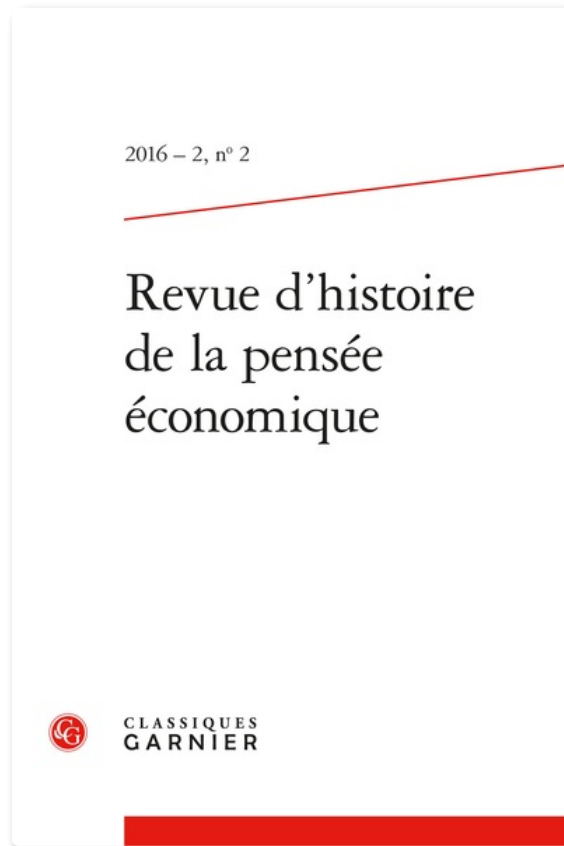 2016 – 2, nº 2
Revue d’histoire
de la pensée
économique
CG
CLASSIQUES
GARNIER